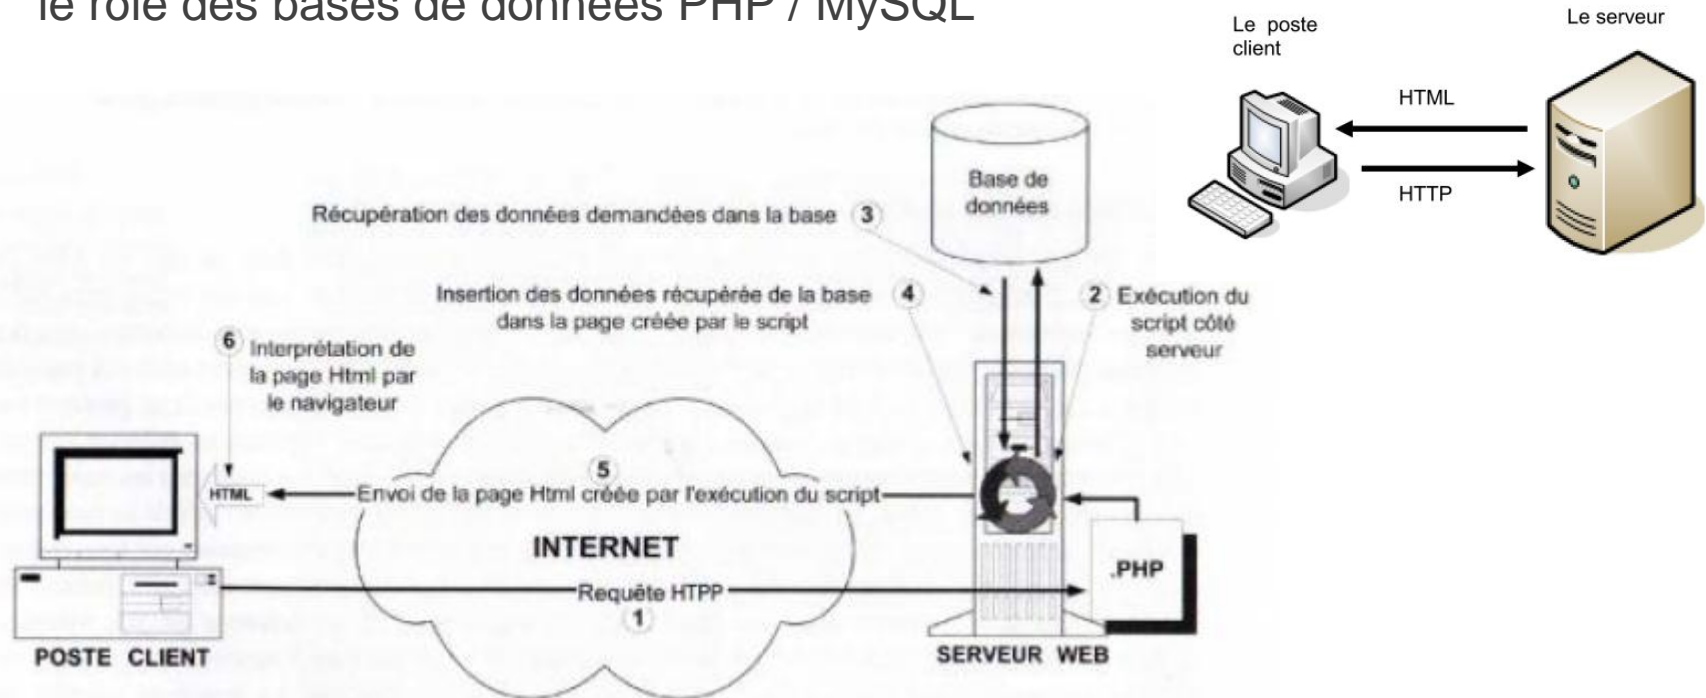 le rôle des bases de données PHP / MySQL
Le poste
client
Le serveur
HTML
HTTP
Base de
données
Récupération des données demandées dans la base 3
Insertion des données récupérée de la base 4
dans la page créée par le script
2 Exécution du
script côté
serveur
6 Interprétation de
la page Html par
le navigateur
HTML
5
Envoi de la page Html créée par l'exécution du script
INTERNET
.PHP
Requête HTPP
1
POSTE CLIENT
SERVEUR WEB